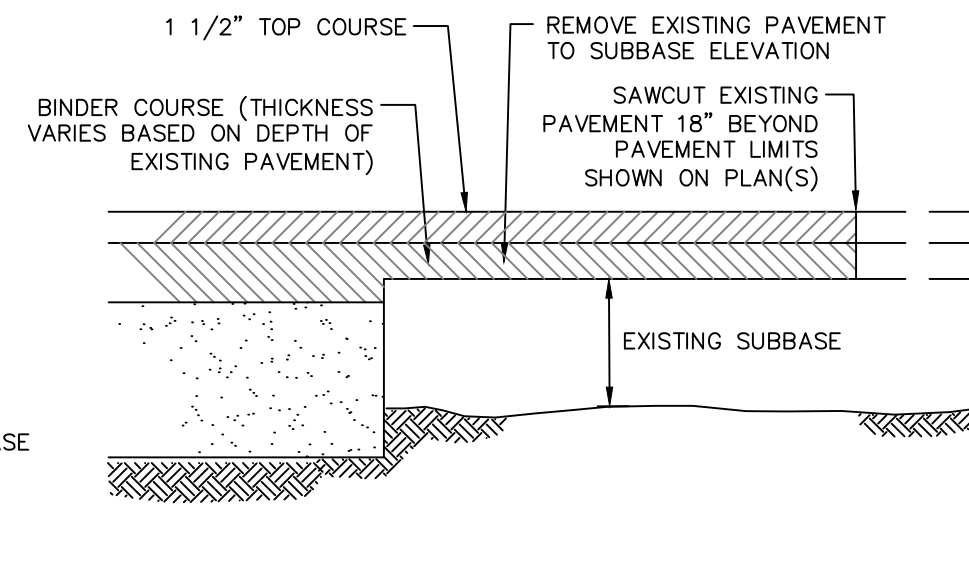 1 1/2” TOP COURSE
REMOVE EXISTING PAVEMENT
TO SUBBASE ELEVATION
BINDER COURSE (THICKNESS
VARIES BASED ON DEPTH OF
EXISTING PAVEMENT)
SAWCUT EXISTING
PAVEMENT 18” BEYOND
PAVEMENT LIMITS
SHOWN ON PLAN(S)
EXISTING SUBBASE